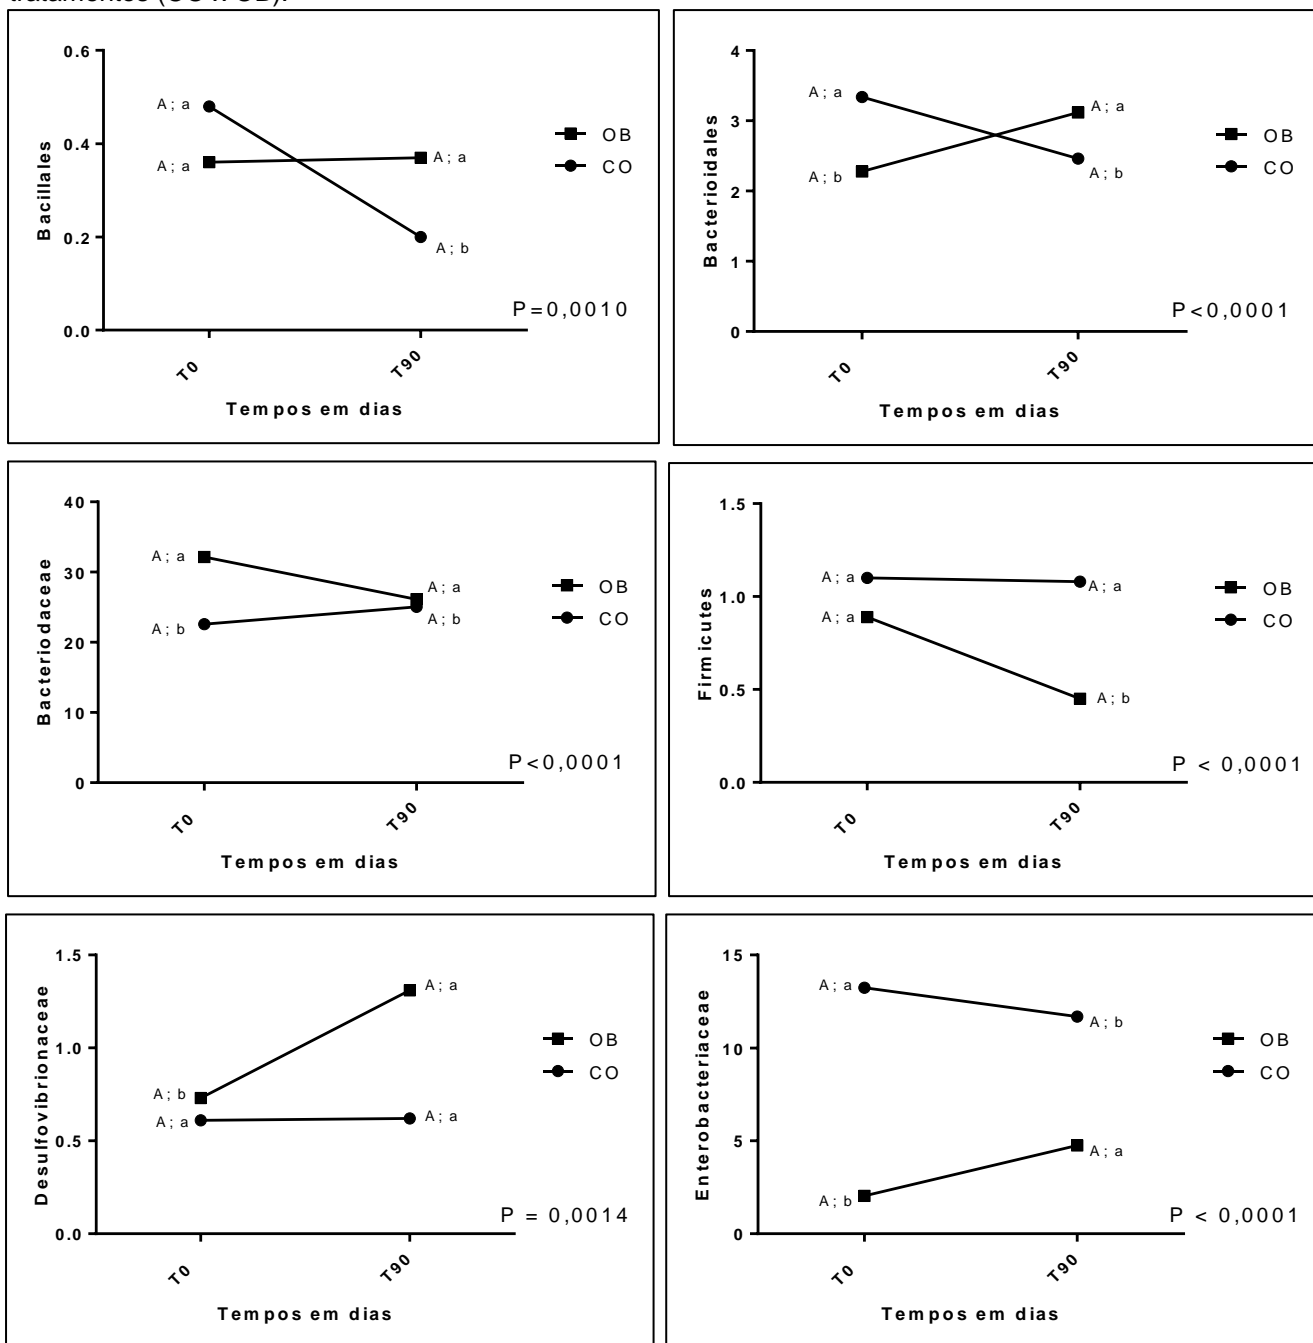 0.6
A; a
0.4
A; a
A; a
0.2
A; b
0.0
Bacillales
OB
CO
P=0,0010
T0
T90
Tempos em dias
4
A; a
A; a
3
A; b
A; b
2
1
0
Bacterioidales
OB
CO
P<0,0001
T0
T90
Tempos em dias
40
A; a
30
A; a
A; b
A; b
20
10
0
Bacteriodaceae
OB
CO
P<0,0001
T0
T90
Tempos em dias
1.5
A; a
A; a
1.0
A; a
0.5
A; b
0.0
Firmicutes
OB
CO
P < 0,0001
T0
T90
Tempos em dias
1.5
A; a
1.0
A; b
A; a
A; a
0.5
0.0
Desulfovibrionaceae
OB
CO
P = 0,0014
T0
T90
Tempos em dias
15
A; a
A; b
10
5
A; a
A; b
0
Enterobacteriaceae
OB
CO
P < 0,0001
T0
T90
Tempos em dias